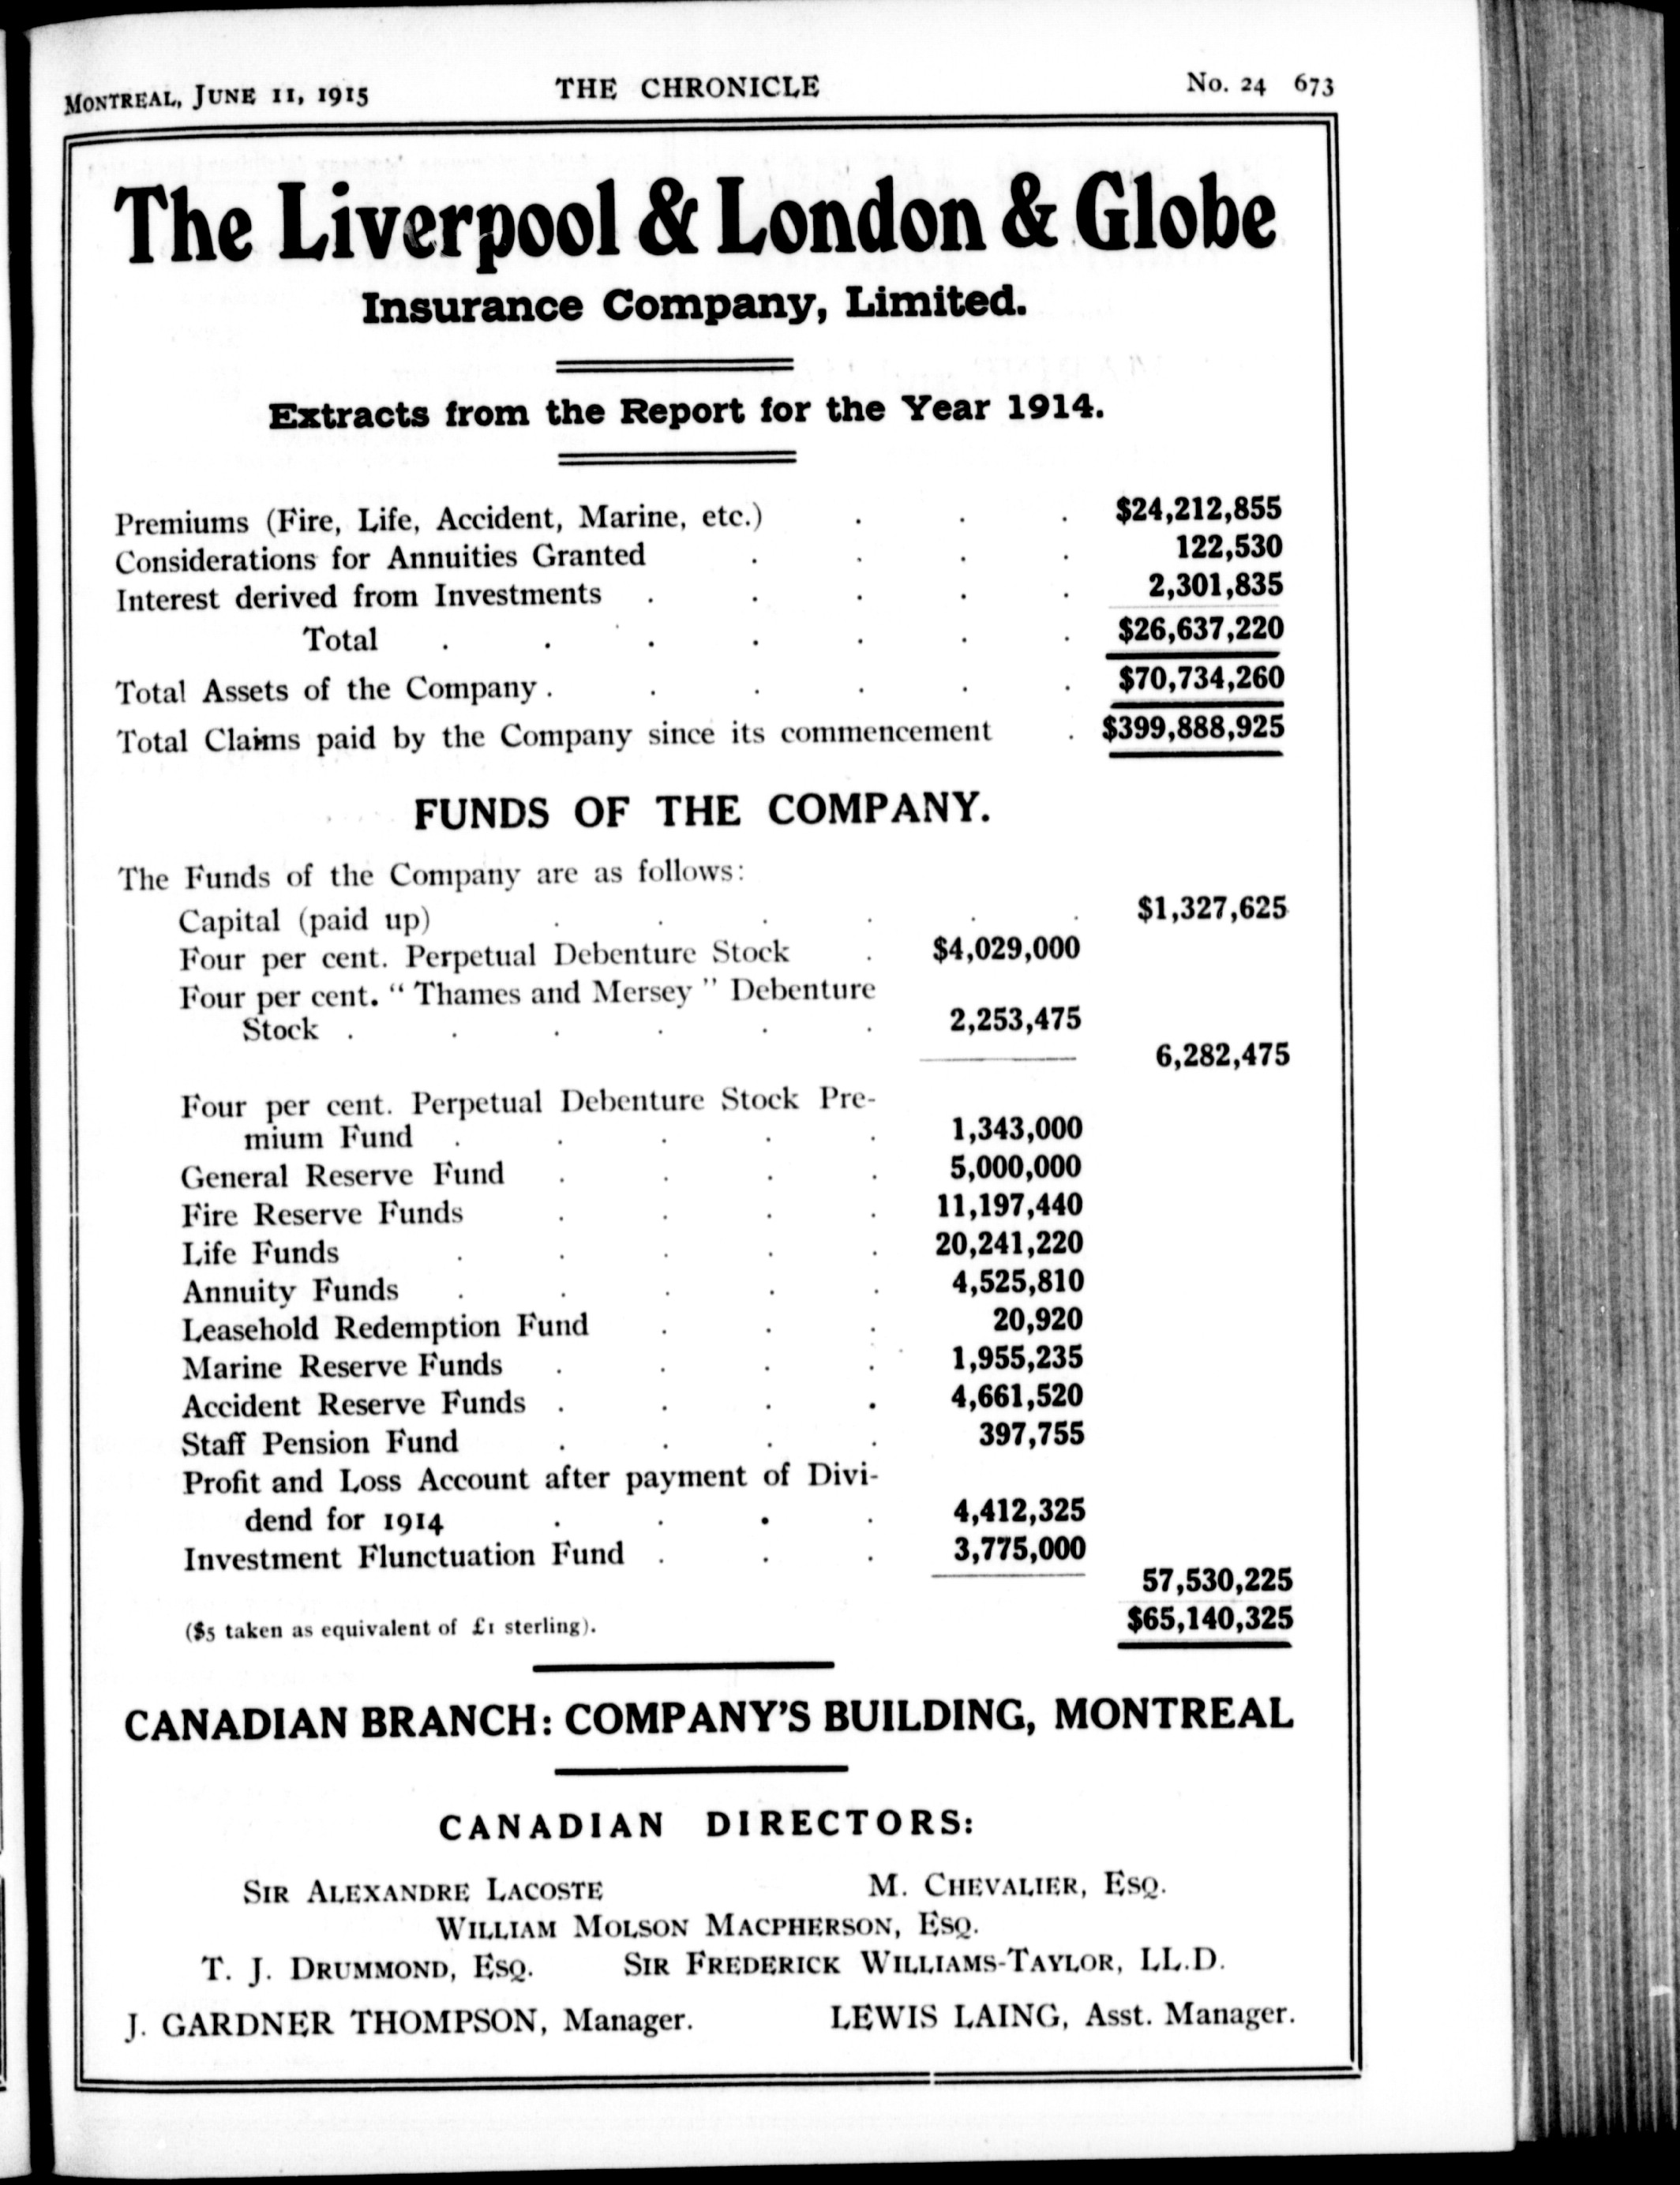 MONTREAL, JUNE 11, 1915 THE CHRONICLE No. 24 673
The Liverpool & London & Globe
Insurance Company, Limited.
Extracts from the Report for the Year 1914.
Premiums (Fire, Life, Accident, Marine, etc.) . . . $24,212,855
Considerations for Annuities Granted . . . . 122,530
Interest derived from Investments . . . . . 2,301,835
Total . . . . . . . $26,637,220
Total Assets of the Company . . . . . . $70,734,260
Total Claims paid by the Company since its commencement . $399,888,925
FUNDS OF THE COMPANY.
The Funds of the Company are as follows:
Capital (paid up) . . . . . . $1,327,625
Four per cent. Perpetual Debenture Stock . $4,029,000
Four per cent. “ Thames and Mersey ” Debenture
Stock . . . . . . 2,253,475
6,282,475
Four per cent. Perpetual Debenture Stock Pre-
mium Fund . . . . . 1,343,000
General Reserve Fund . . . . 5,000,000
Fire Reserve Funds . . . . 11,197,440
Life Funds . . . . . 20,241,220
Annuity Funds . . . . . 4,525,810
Leasehold Redemption Fund . . . 20,920
Marine Reserve Funds . . . . 1,955,235
Accident Reserve Funds . . . . 4,661,520
Staff Pension Fund . . . . 397,755
Profit and Loss Account after payment of Divi-
dend for 1914 . . . . 4,412,325
Investment Flunctuation Fund . . . 3,775,000
57,530,225
($5 taken as equivalent of £1 sterling). $65,140,325
CANADIAN BRANCH: COMPANY'S BUILDING, MONTREAL
CANADIAN DIRECTORS:
SIR ALEXANDRE LACOSTE M. CHEVALIER, ESQ.
WILLIAM MOLSON MACPHERSON, ESQ.
T. J. DRUMMOND, ESQ. SIR FREDERICK WILLIAMS-TAYLOR, LL.D.
J. GARDNER THOMPSON, Manager. LEWIS LAING, Asst. Manager.